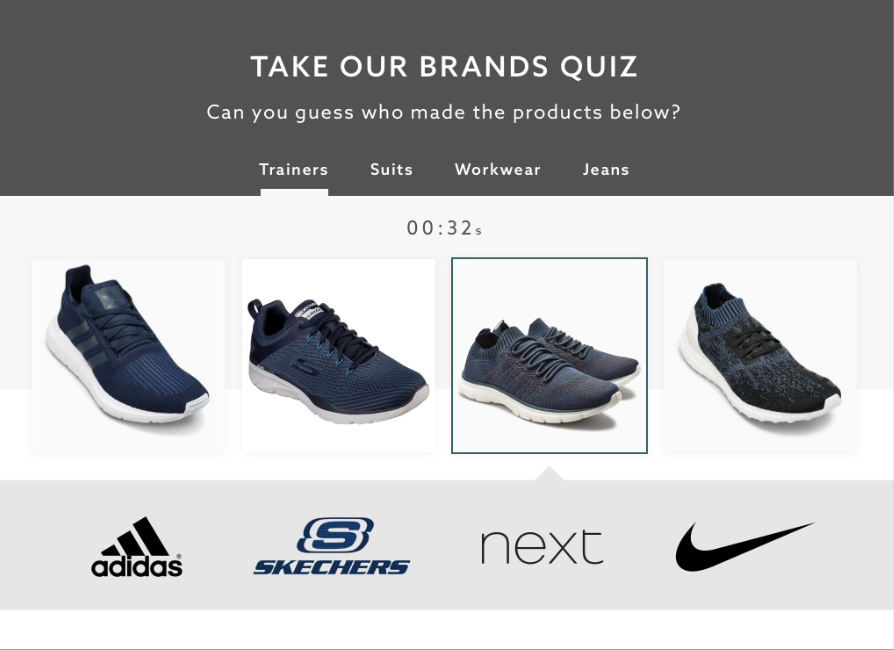 TAKE OUR BRANDS QUIZ
Can you guess who made the products below?
Trainers Suits Workwear Jeans
00:32s
adidas®
SKECHERS
next